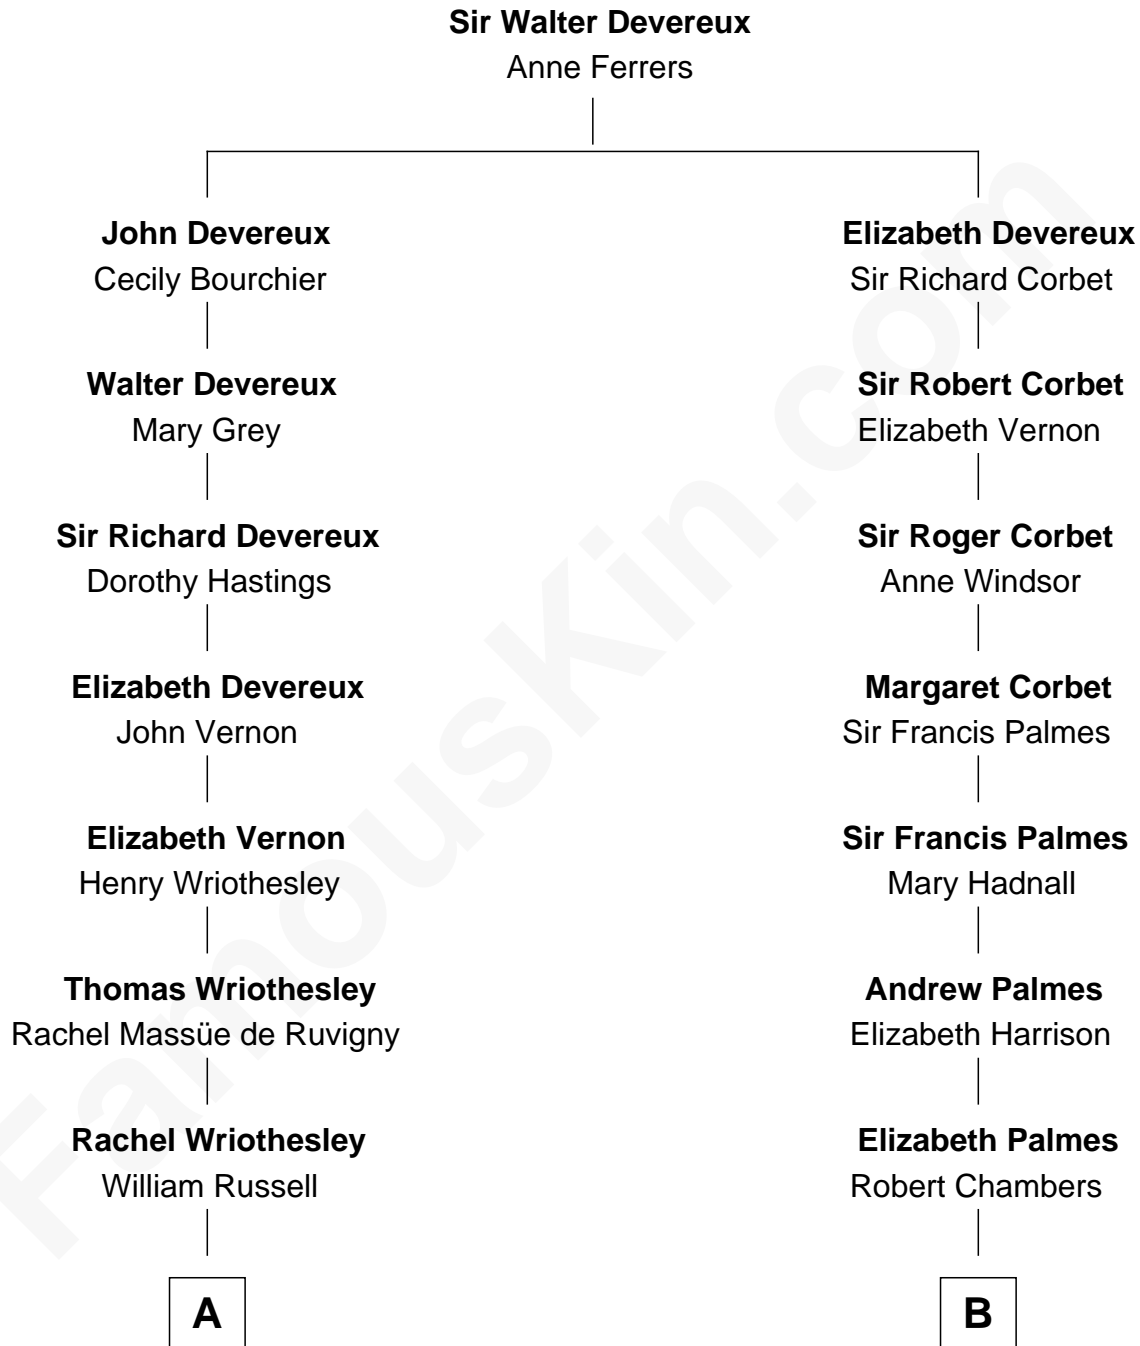 Sir Walter Devereux
Anne Ferrers
John Devereux
Cecily Bourchier
Walter Devereux
Mary Grey
Sir Richard Devereux
Dorothy Hastings
Elizabeth Devereux
John Vernon
Elizabeth Vernon
Henry Wriothesley
Thomas Wriothesley
Rachel Massüe de Ruvigny
Rachel Wriothesley
William Russell
A
Elizabeth Devereux
Sir Richard Corbet
Sir Robert Corbet
Elizabeth Vernon
Sir Roger Corbet
Anne Windsor
Margaret Corbet
Sir Francis Palmes
Sir Francis Palmes
Mary Hadnall
Andrew Palmes
Elizabeth Harrison
Elizabeth Palmes
Robert Chambers
B
FamousKin.com